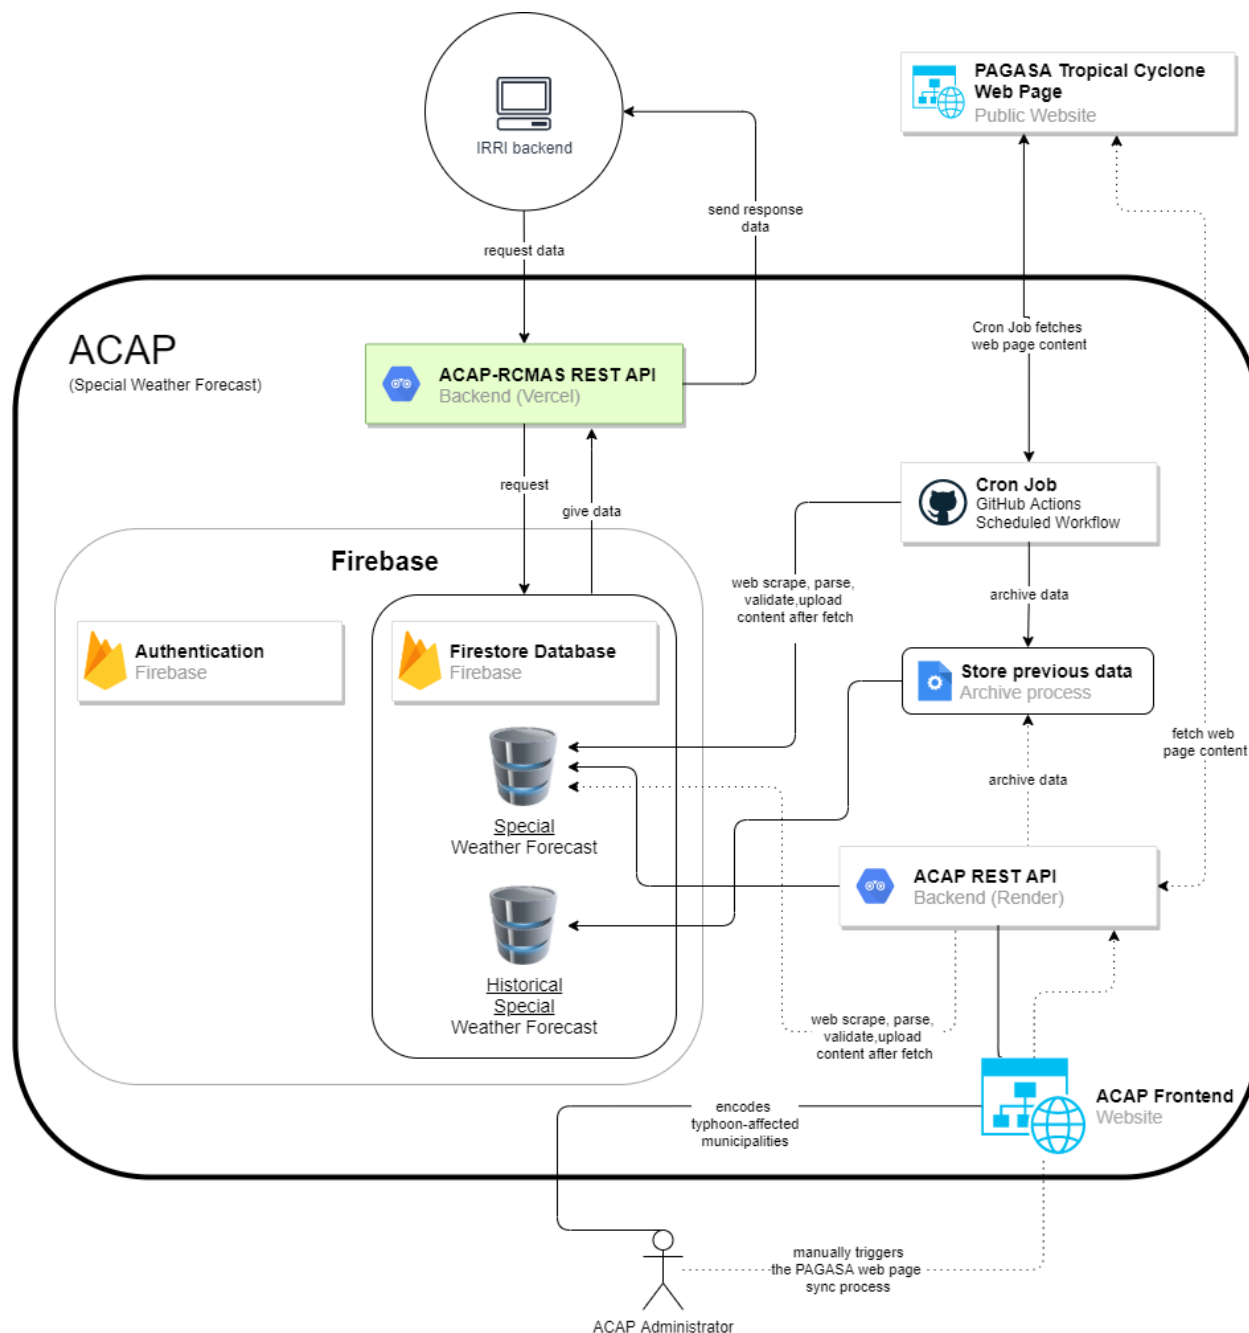 IRRI backend
PAGASA Tropical Cyclone
Web Page
Public Website
send response
data
request data
Cron Job fetches
web page content
ACAP
(Special Weather Forecast)
ACAP-RCMAS REST API
Backend (Vercel)
request
give data
Cron Job
GitHub Actions
Scheduled Workflow
Firebase
web scrape, parse,
validate,upload
content after fetch
archive data
Authentication
Firebase
Firestore Database
Firebase
Store previous data
Archive process
fetch web
page content
archive data
Special
Weather Forecast
ACAP REST API
Backend (Render)
Historical
Special
Weather Forecast
web scrape, parse,
validate,upload
content after fetch
ACAP Frontend
Website
encodes
typhoon-affected
municipalities
manually triggers
the PAGASA web page
sync process
ACAP Administrator